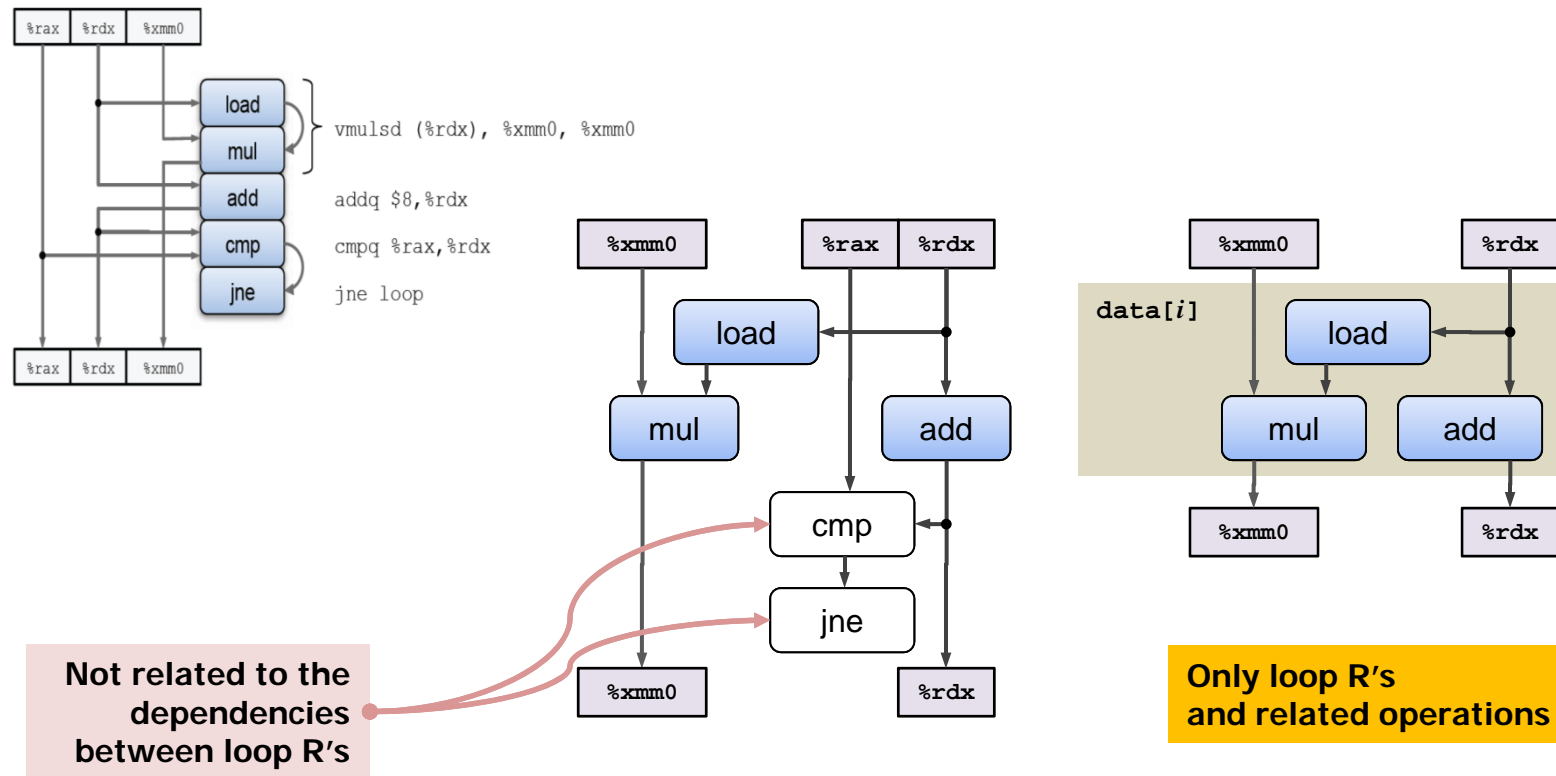 %rax %rdx %xmm0
load
mul
vmulsd (%rdx), %xmm0, %xmm0
add
addq $8,%rdx
cmp
cmpq %rax,%rdx
jne
jne loop
%rax %rdx %xmm0
%xmm0 %rax %rdx
load
mul
add
cmp
jne
%xmm0 %rdx
Not related to the
dependencies
between loop R's
%xmm0 %rdx
data[i]
load
mul
add
%xmm0 %rdx
Only loop R's
and related operations